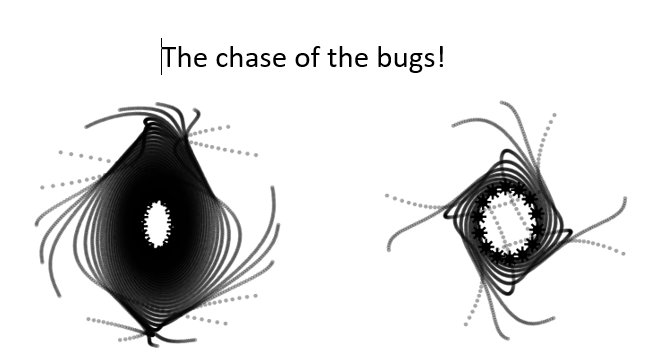 The chase of the bugs!